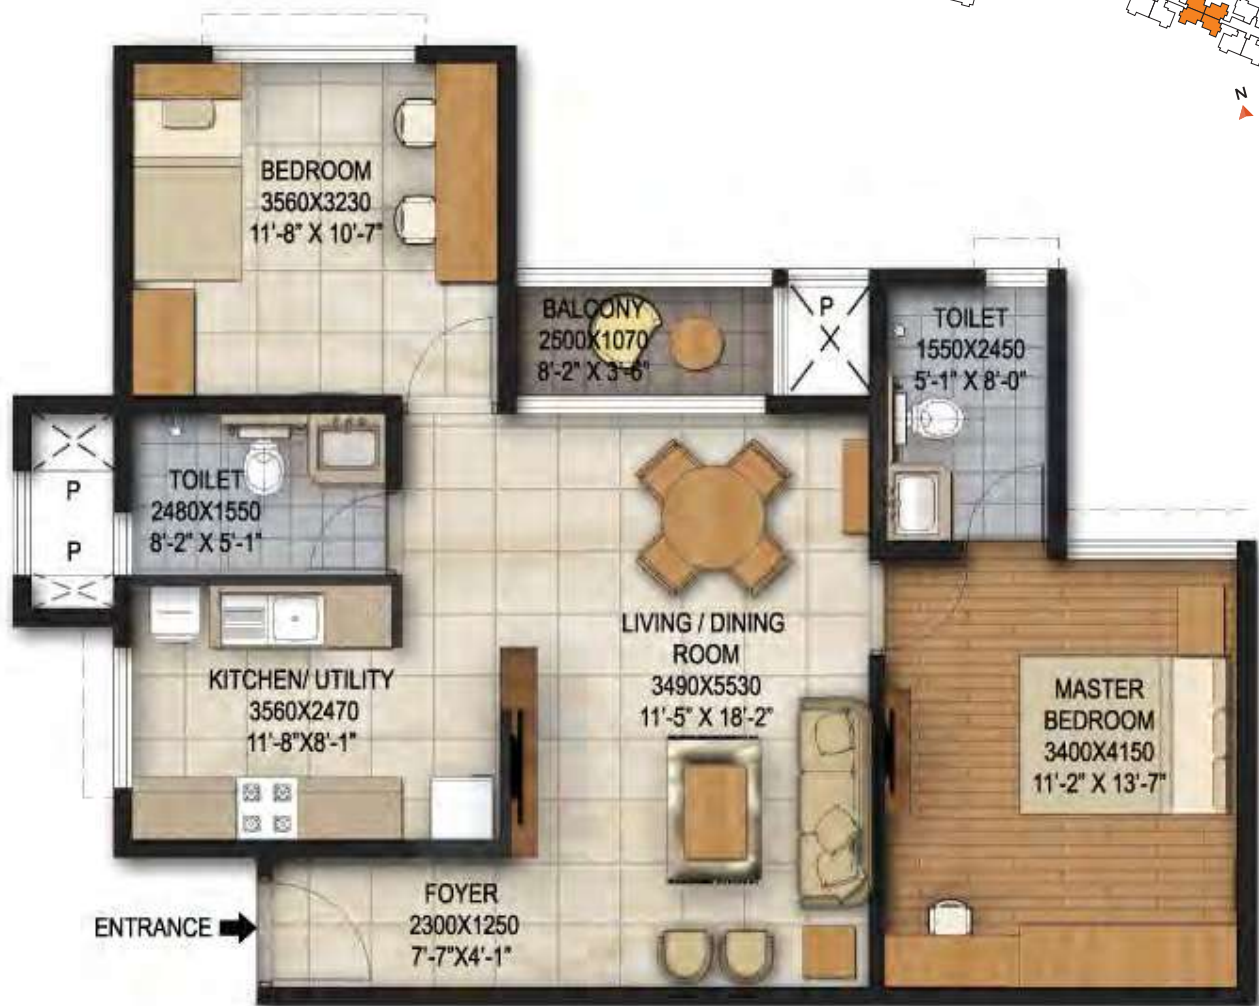 N
BEDROOM
3560X3230
11'-8" X 10'-7"
BALCONY
2500X1070
8'-2" X 3'-6"
P
TOILET
1550X2450
5'-1" X 8'-0"
P
P
TOILET
2480X1550
8'-2" X 5'-1"
KITCHEN/ UTILITY
3560X2470
11'-8"X8'-1"
LIVING / DINING
ROOM
3490X5530
11'-5" X 18'-2"
MASTER
BEDROOM
3400X4150
11'-2" X 13'-7"
ENTRANCE
FOYER
2300X1250
7'-7"X4'-1"